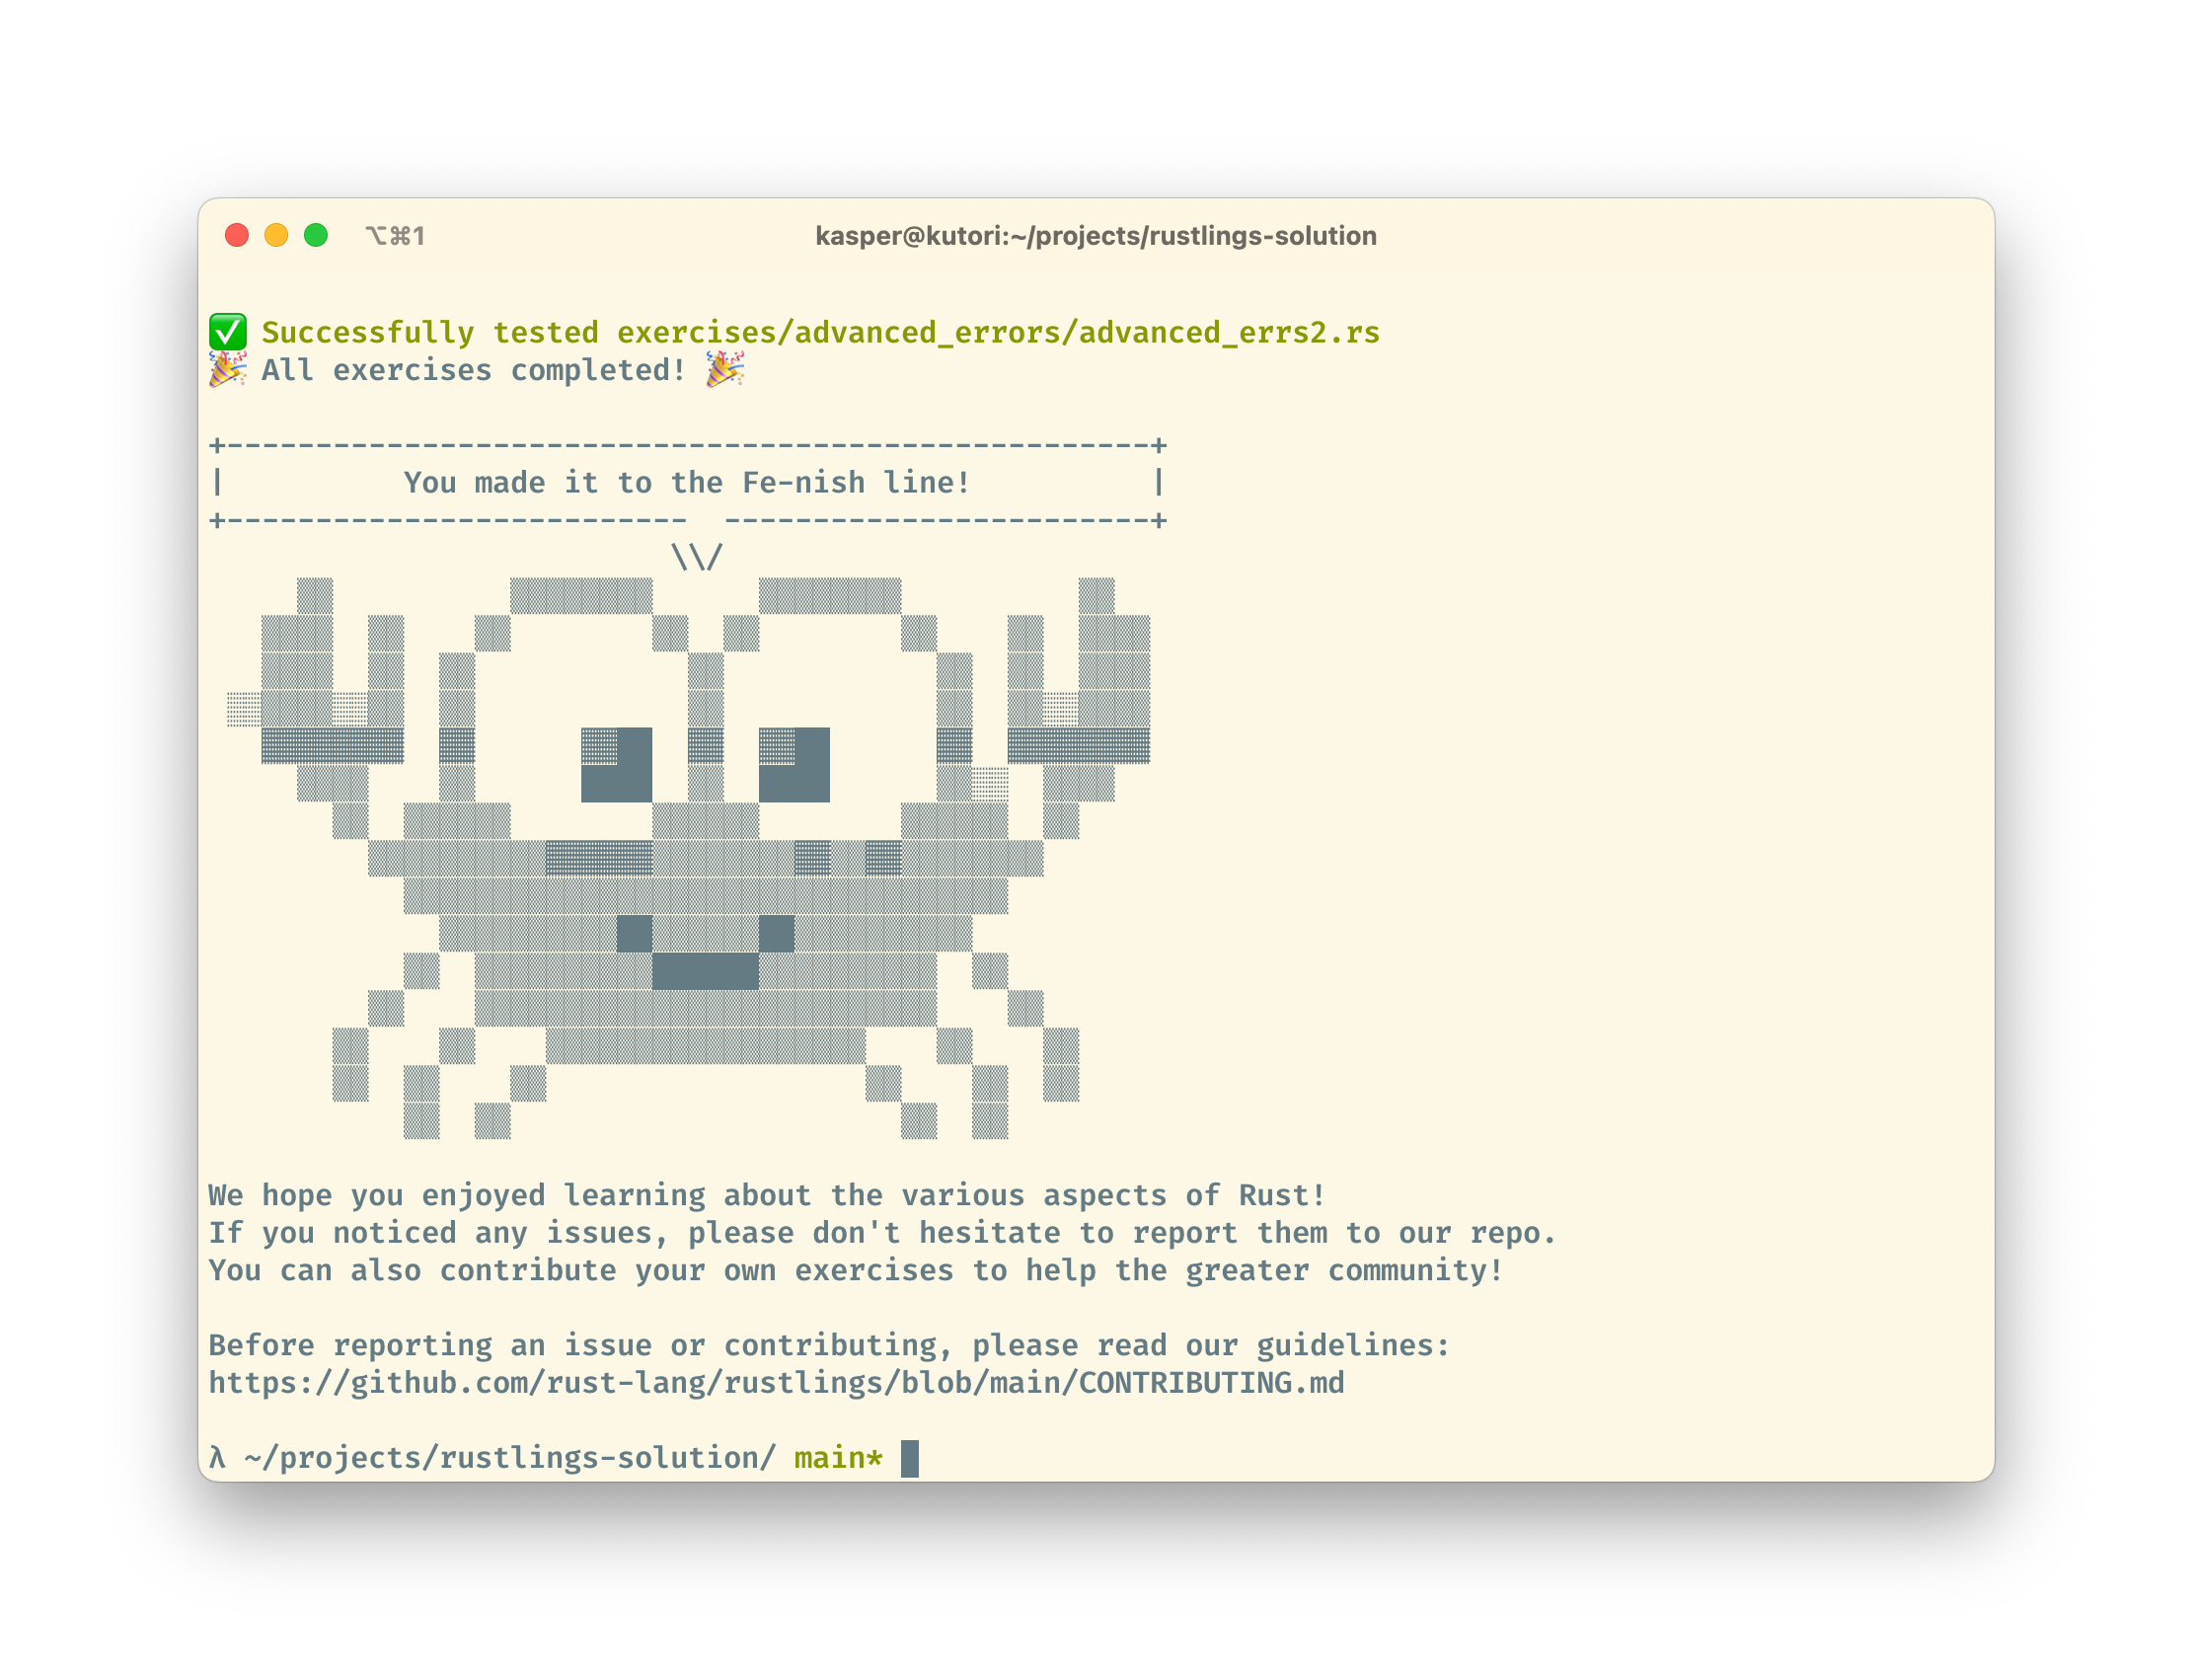 ⌥⌘1 kasper@kutori:~/projects/rustlings-solution
✅ Successfully tested exercises/advanced_errors/advanced_errs2.rs
🎉 All exercises completed! 🎉
+----------------------------------------------------+
|          You made it to the Fe-nish line!          |
+--------------------------  ------------------------+
\\/
We hope you enjoyed learning about the various aspects of Rust!
If you noticed any issues, please don't hesitate to report them to our repo.
You can also contribute your own exercises to help the greater community!
Before reporting an issue or contributing, please read our guidelines:
https://github.com/rust-lang/rustlings/blob/main/CONTRIBUTING.md
λ ~/projects/rustlings-solution/ main*